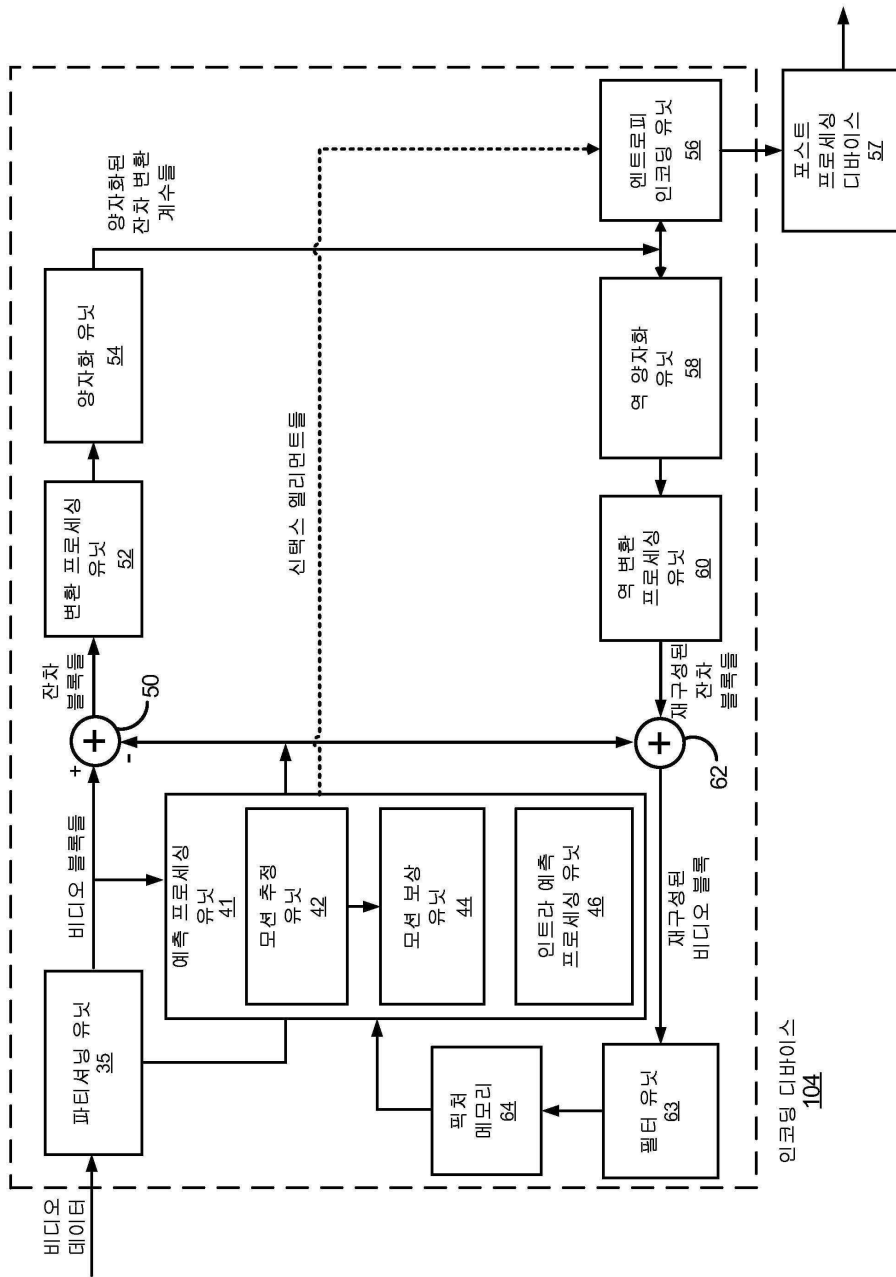 비디오
데이터
파티셔닝 유닛
35
비디오 블록들
+
-
50
잔차
블록들
변환 프로세싱
유닛
52
양자화 유닛
54
양자화된
잔차 변환
계수들
예측 프로세싱
유닛
41
모션 추정
유닛
42
모션 보상
유닛
44
인트라 예측
프로세싱 유닛
46
신택스 엘리먼트들
엔트로피
인코딩 유닛
56
포스트
프로세싱
디바이스
57
역 양자화
유닛
58
역 변환
프로세싱
유닛
60
재구성된
잔차
블록들
62
재구성된
비디오 블록
필터 유닛
63
픽처
메모리
64
인코딩 디바이스
104